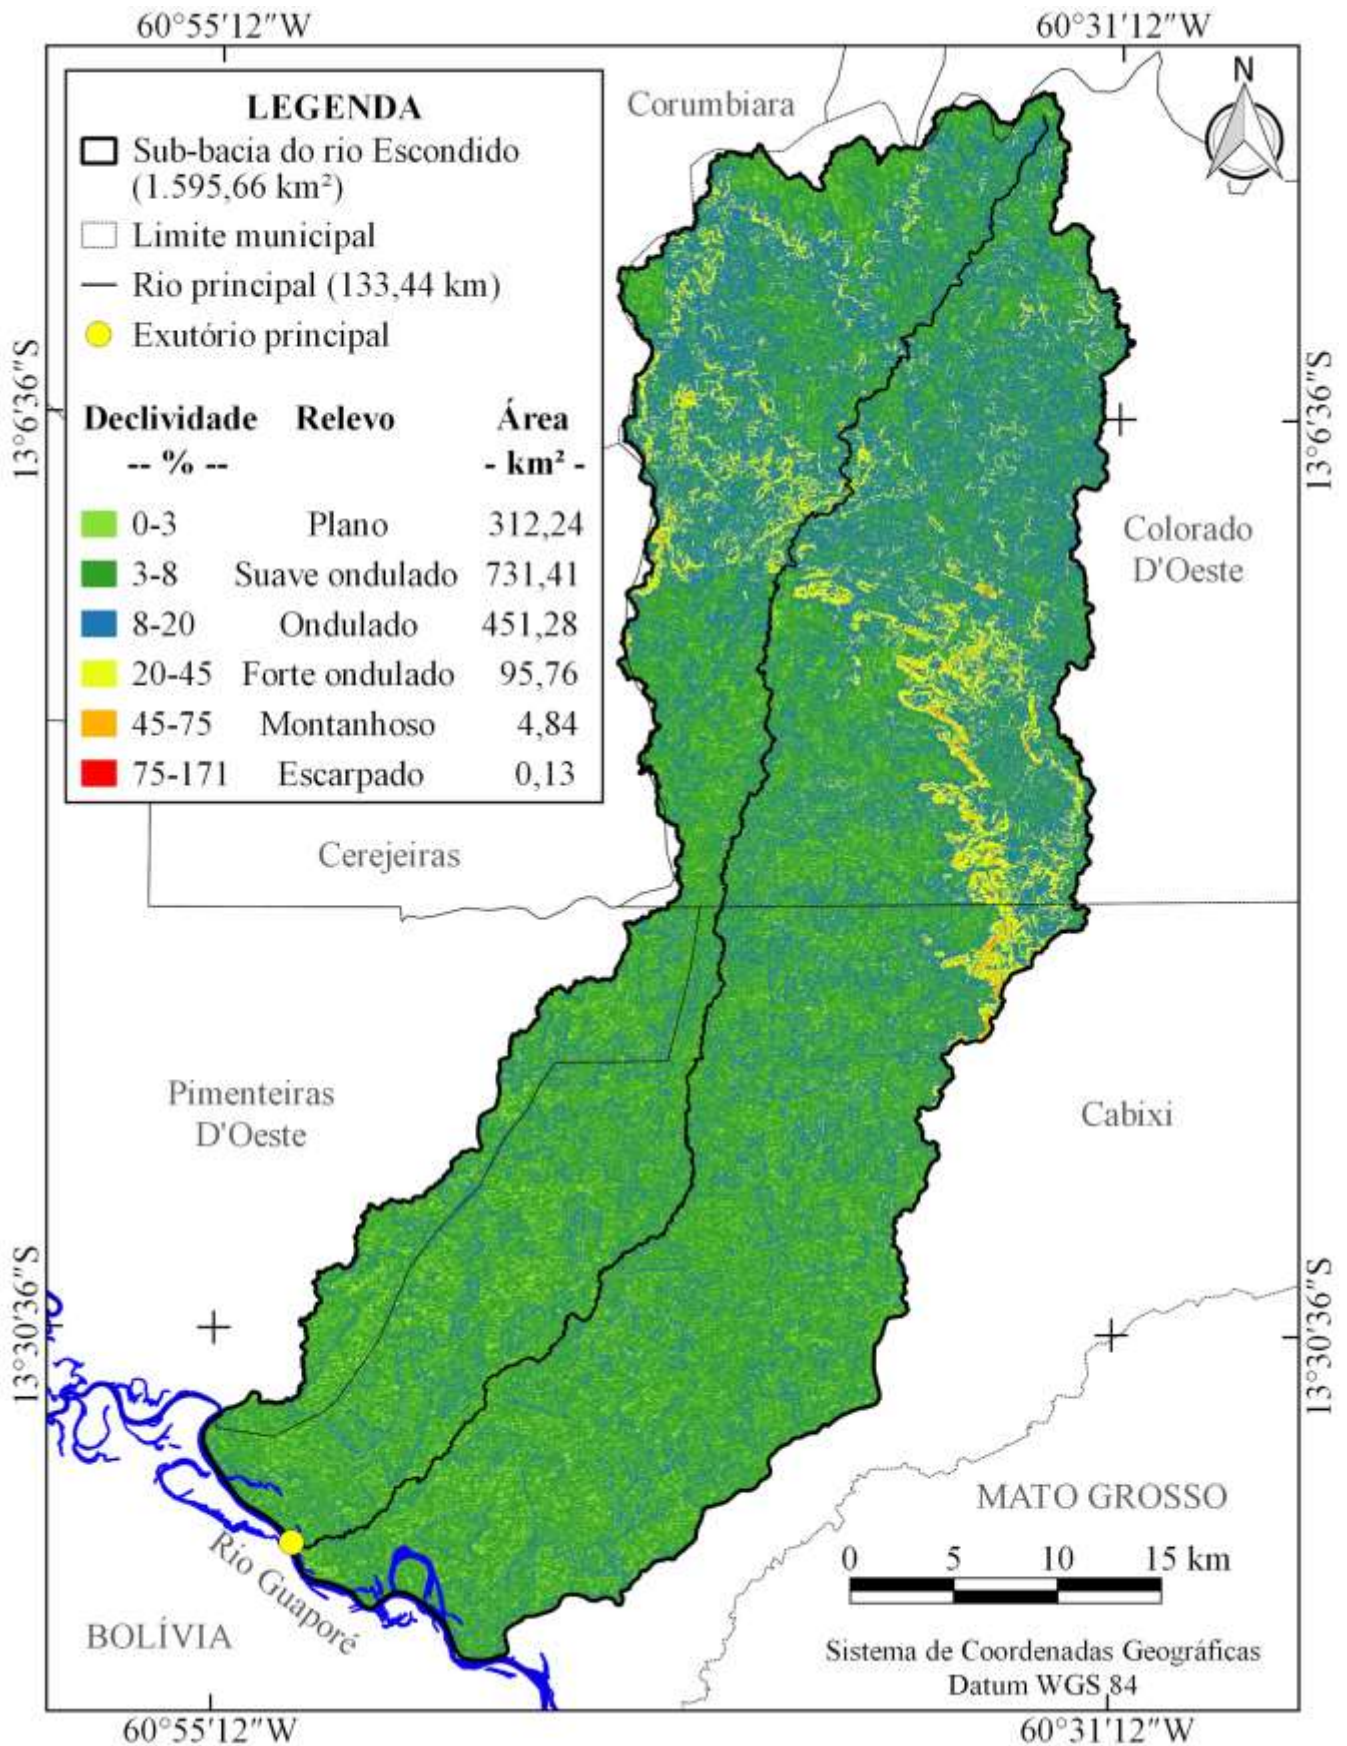 60°55'12"W 60°31'12"W
N
LEGENDA
Sub-bacia do rio Escondido
(1.595,66 km²)
Limite municipal
Rio principal (133,44 km)
Exutório principal
Declividade Relevo Área
-- % -- - km² -
0-3 Plano 312,24
3-8 Suave ondulado 731,41
8-20 Ondulado 451,28
20-45 Forte ondulado 95,76
45-75 Montanhoso 4,84
75-171 Escarpado 0,13
Corumbiara
13°6'36"S
13°6'36"S
Colorado
D'Oeste
Cerejeiras
Pimenteiras
D'Oeste
Cabixi
13°30'36"S
13°30'36"S
MATO GROSSO
Rio Guaporé
BOLÍVIA
0 5 10 15 km
Sistema de Coordenadas Geográficas
Datum WGS 84
60°55'12"W 60°31'12"W